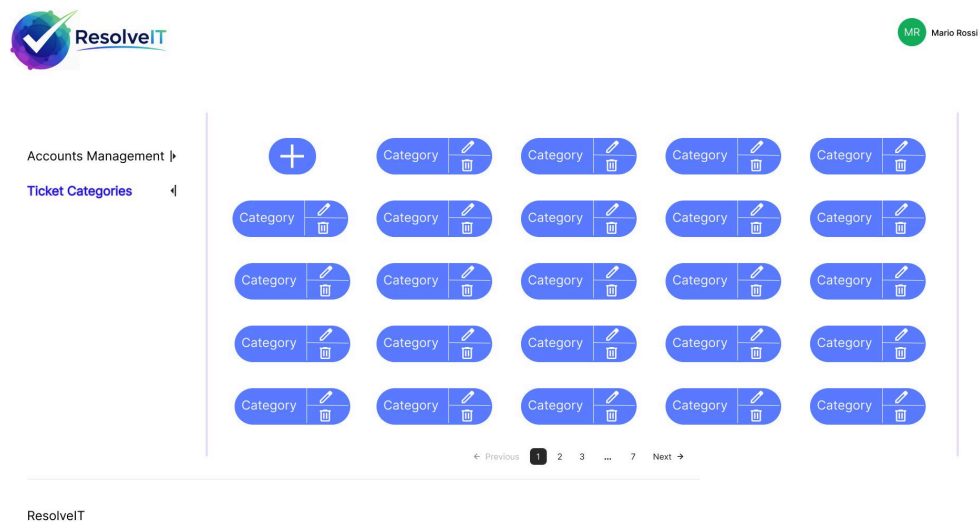 ResolveIT
MR Mario Rossi
Accounts Management
Ticket Categories
Category Category Category Category
Category Category Category Category Category
Category Category Category Category Category
Category Category Category Category Category
Category Category Category Category Category
← Previous 1 2 3 ... 7 Next →
ResolveIT